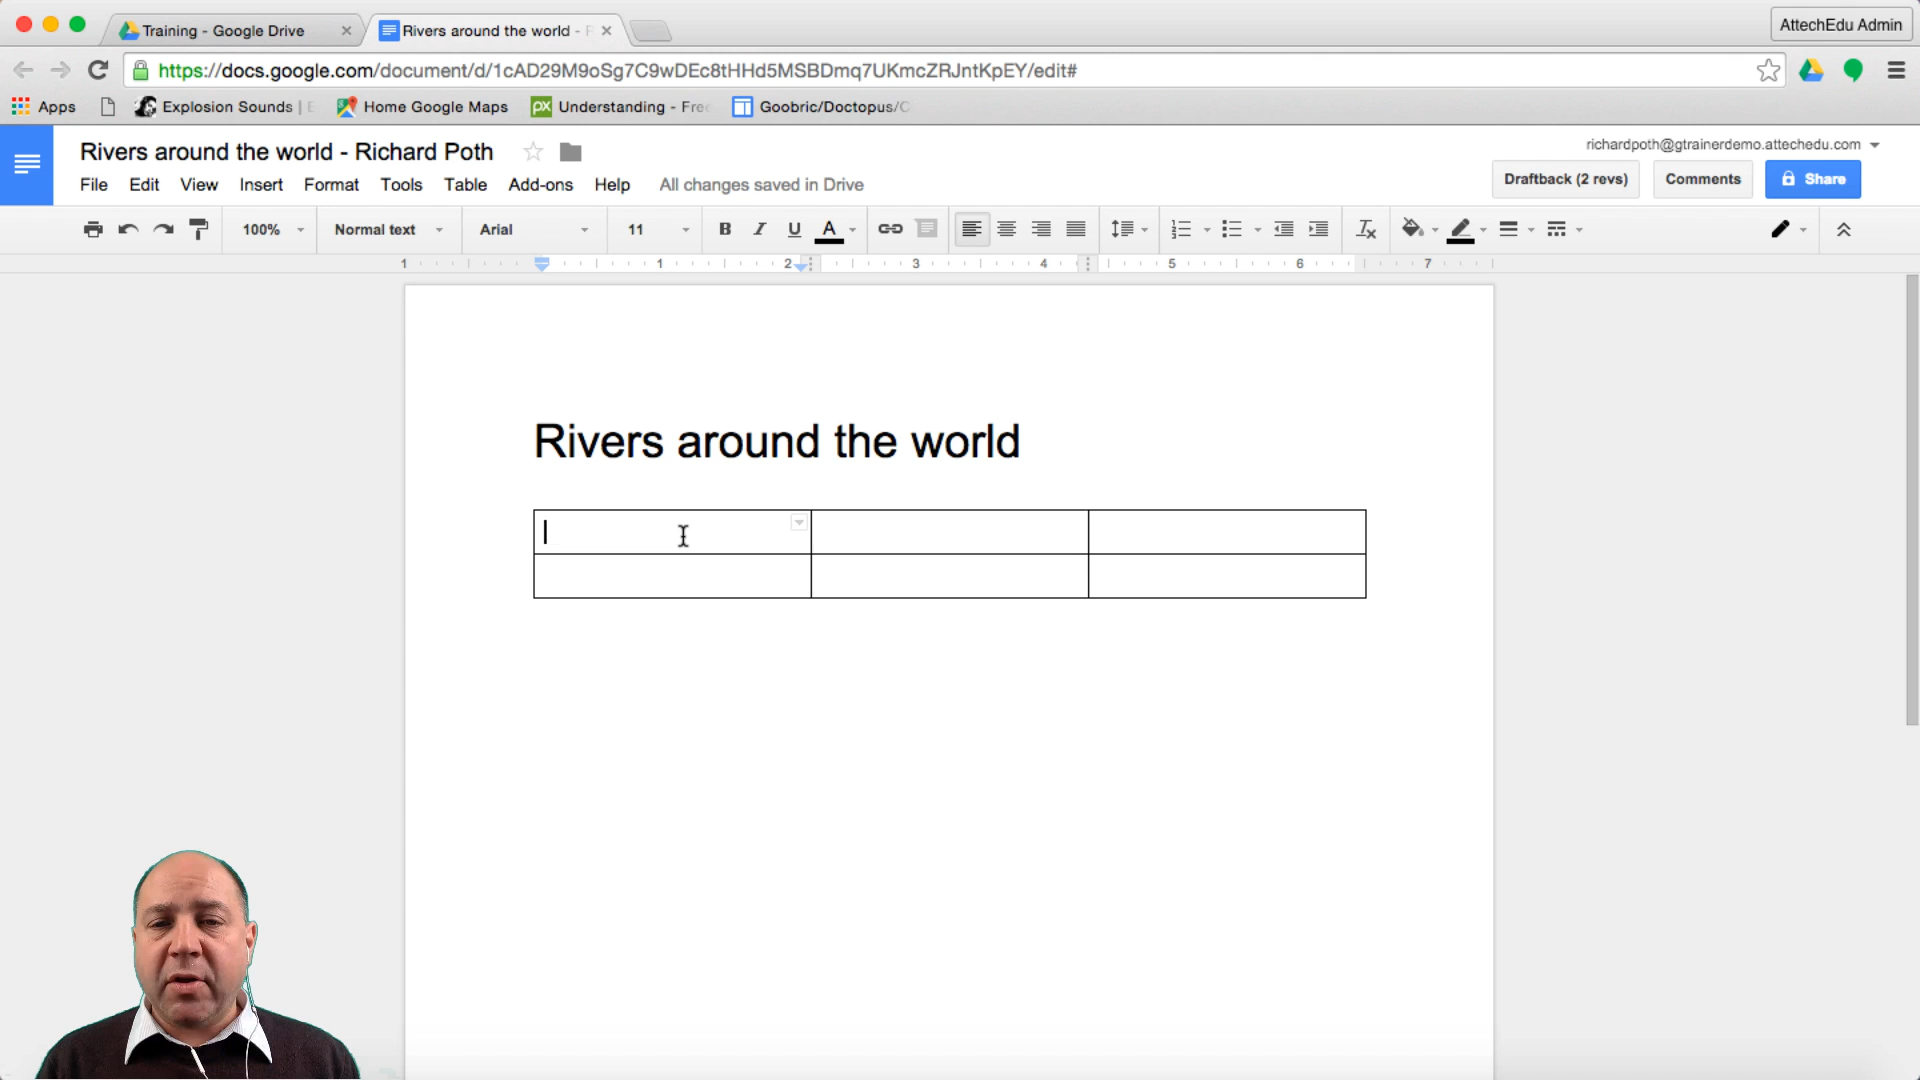 Training - Google Drive
Rivers around the world -
AttechEdu Admin
https://docs.google.com/document/d/1cAD29M9oSg7C9wDEc8tHHd5MSBDmq7UKmcZRJntKpEY/edit#
Apps
Explosion Sounds |
Home Google Maps
px
Understanding - Fre
Goobric/Doctopus/
Rivers around the world - Richard Poth
richardpoth@gtrainerdemo.attechedu.com
File Edit View Insert Format Tools Table Add-ons Help All changes saved in Drive
Draftback (2 revs)
Comments
Share
100% Normal text Arial 11 B I U A
1 1 2 3 4 5 6 7
Rivers around the world